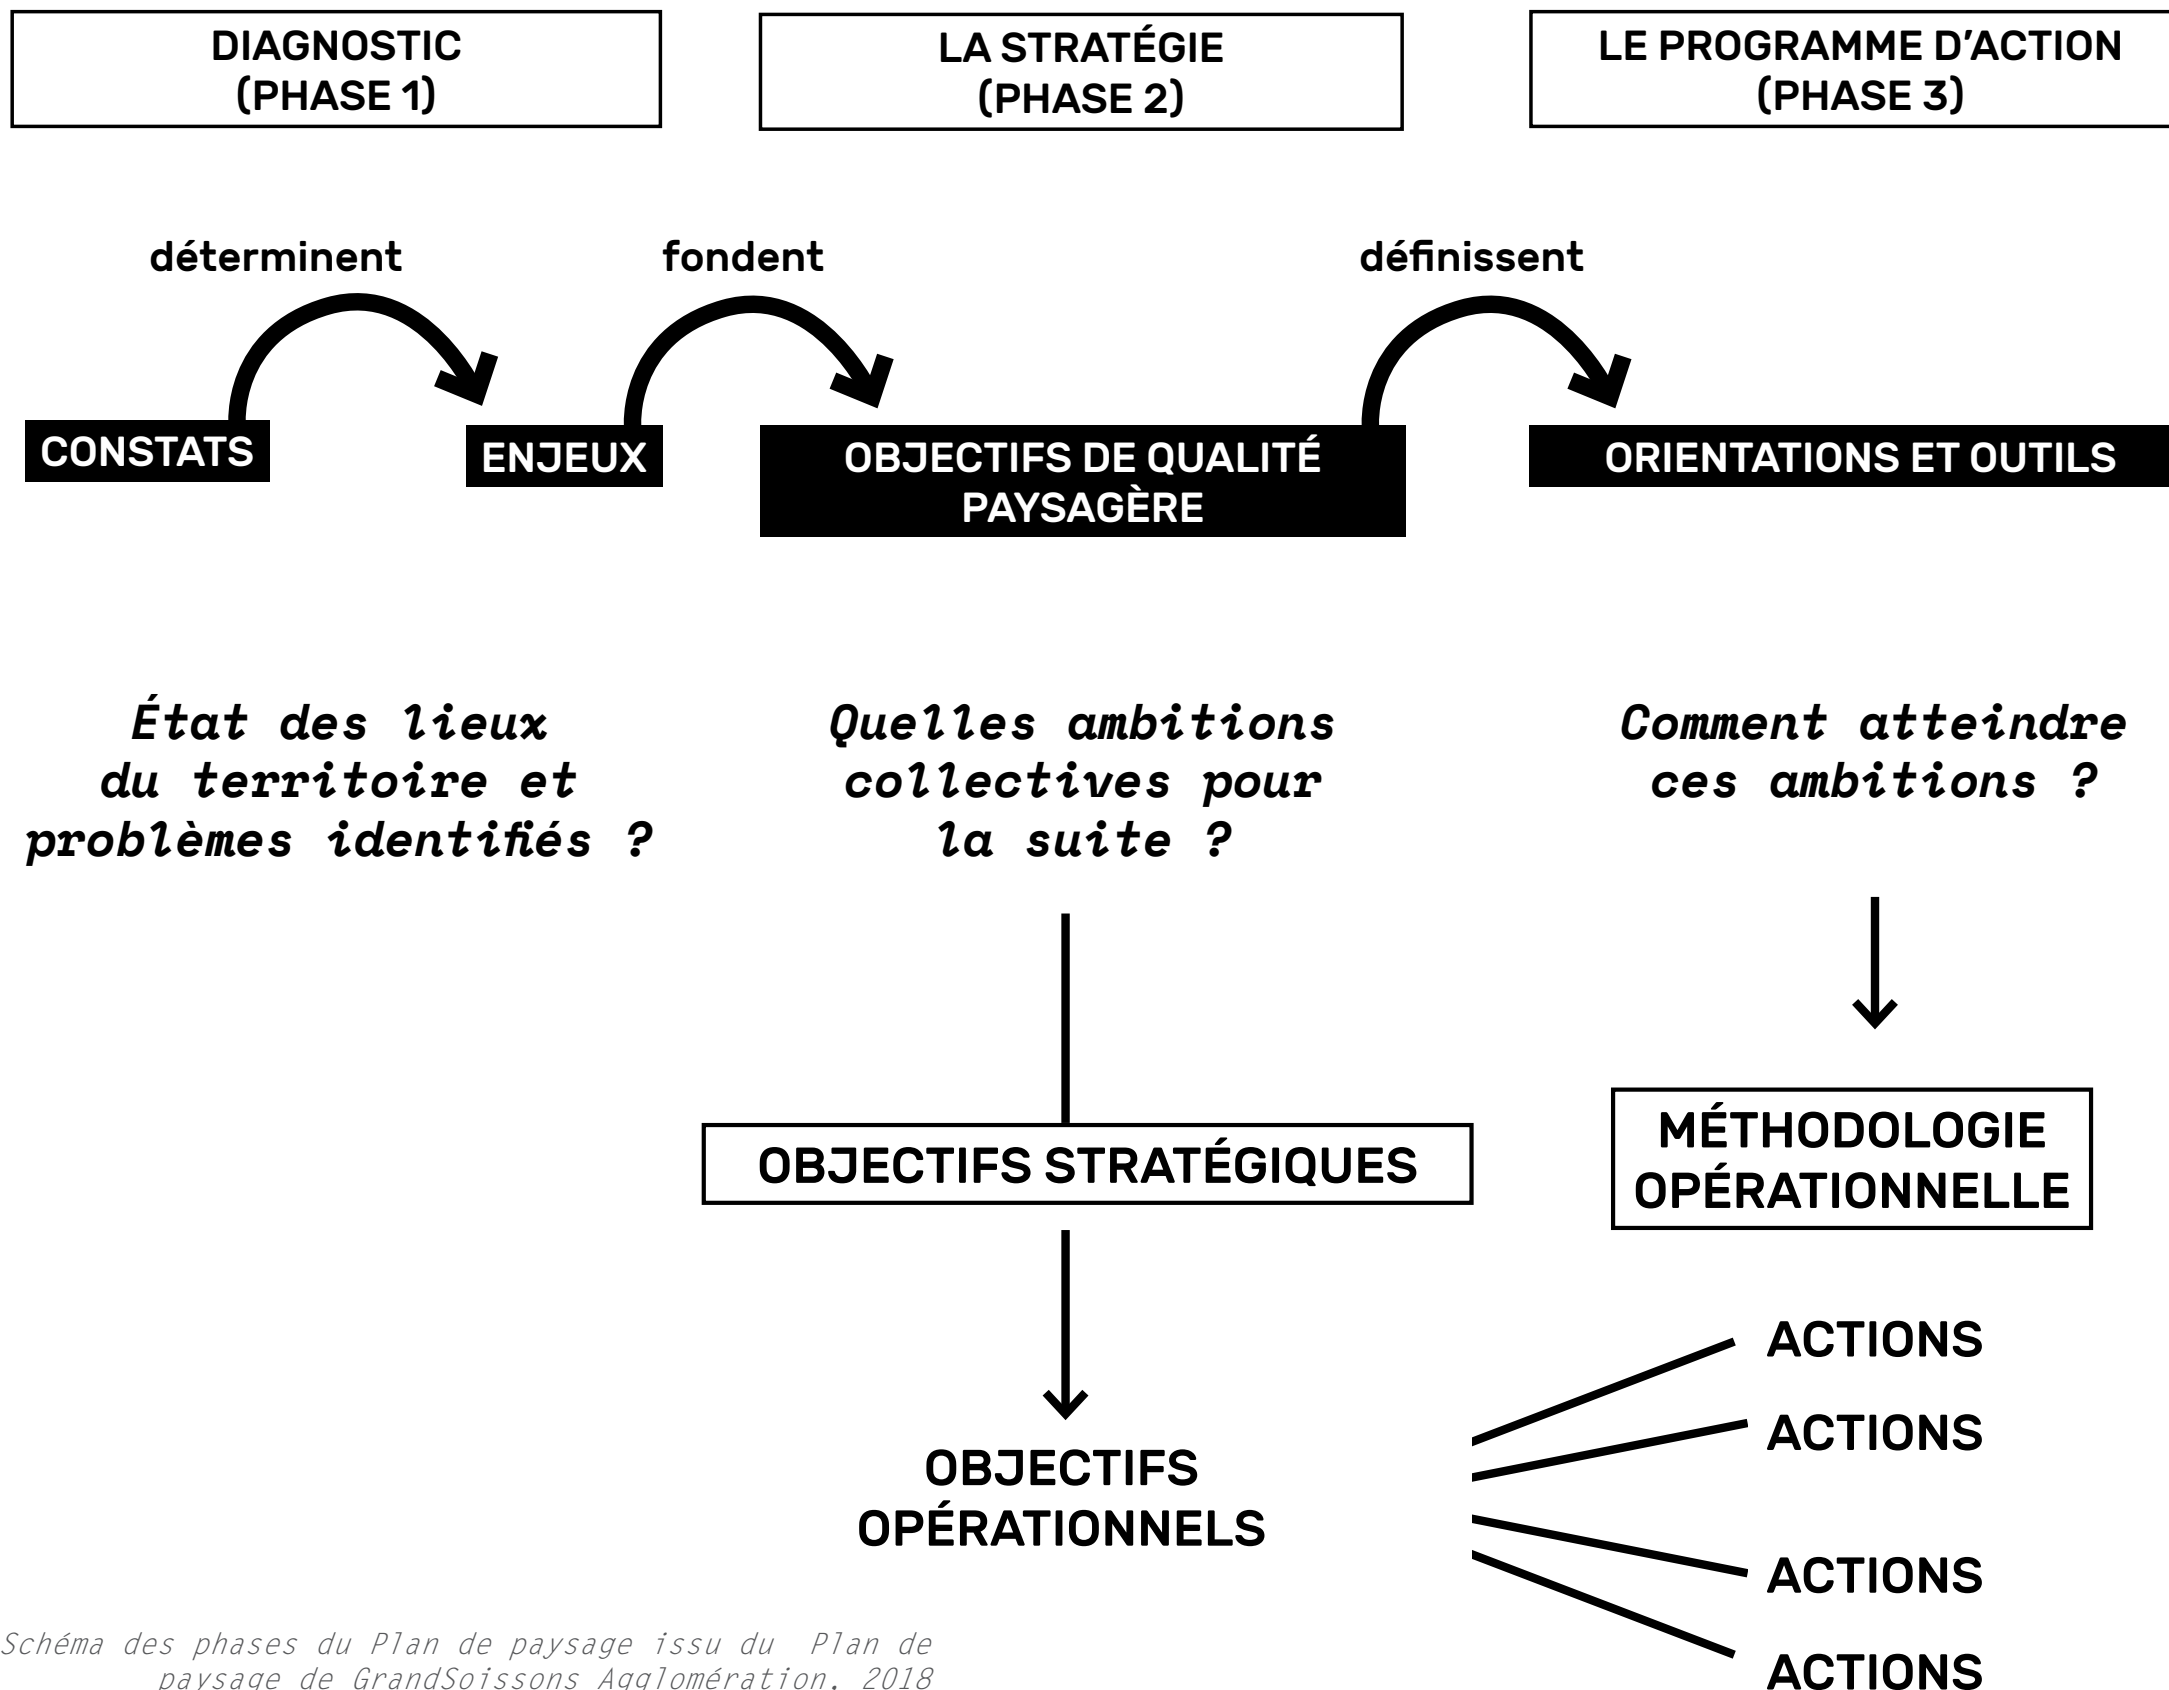 DIAGNOSTIC
(PHASE 1)
LA STRATÉGIE
(PHASE 2)
LE PROGRAMME D’ACTION
(PHASE 3)
déterminent
fondent
définissent
CONSTATS
ENJEUX
OBJECTIFS DE QUALITÉ
PAYSAGÈRE
ORIENTATIONS ET OUTILS
État des lieux
du territoire et
problèmes identifiés ?
Quelles ambitions
collectives pour
la suite ?
Comment atteindre
ces ambitions ?
OBJECTIFS STRATÉGIQUES
MÉTHODOLOGIE
OPÉRATIONNELLE
OBJECTIFS
OPÉRATIONNELS
ACTIONS
ACTIONS
ACTIONS
ACTIONS
Schéma des phases du Plan de paysage issu du Plan de
paysage de GrandSoissons Agglomération. 2018